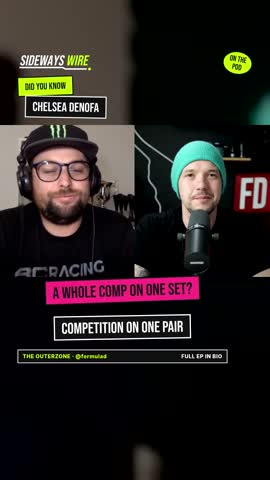 SIDEWAYS WIRE.
ON THE
POD
DID YOU KNOW
CHELSEA DENOFA
FD
RACING
A WHOLE COMP ON ONE SET?
COMPETITION ON ONE PAIR
THE OUTERZONE - @formulad
FULL EP IN BIO